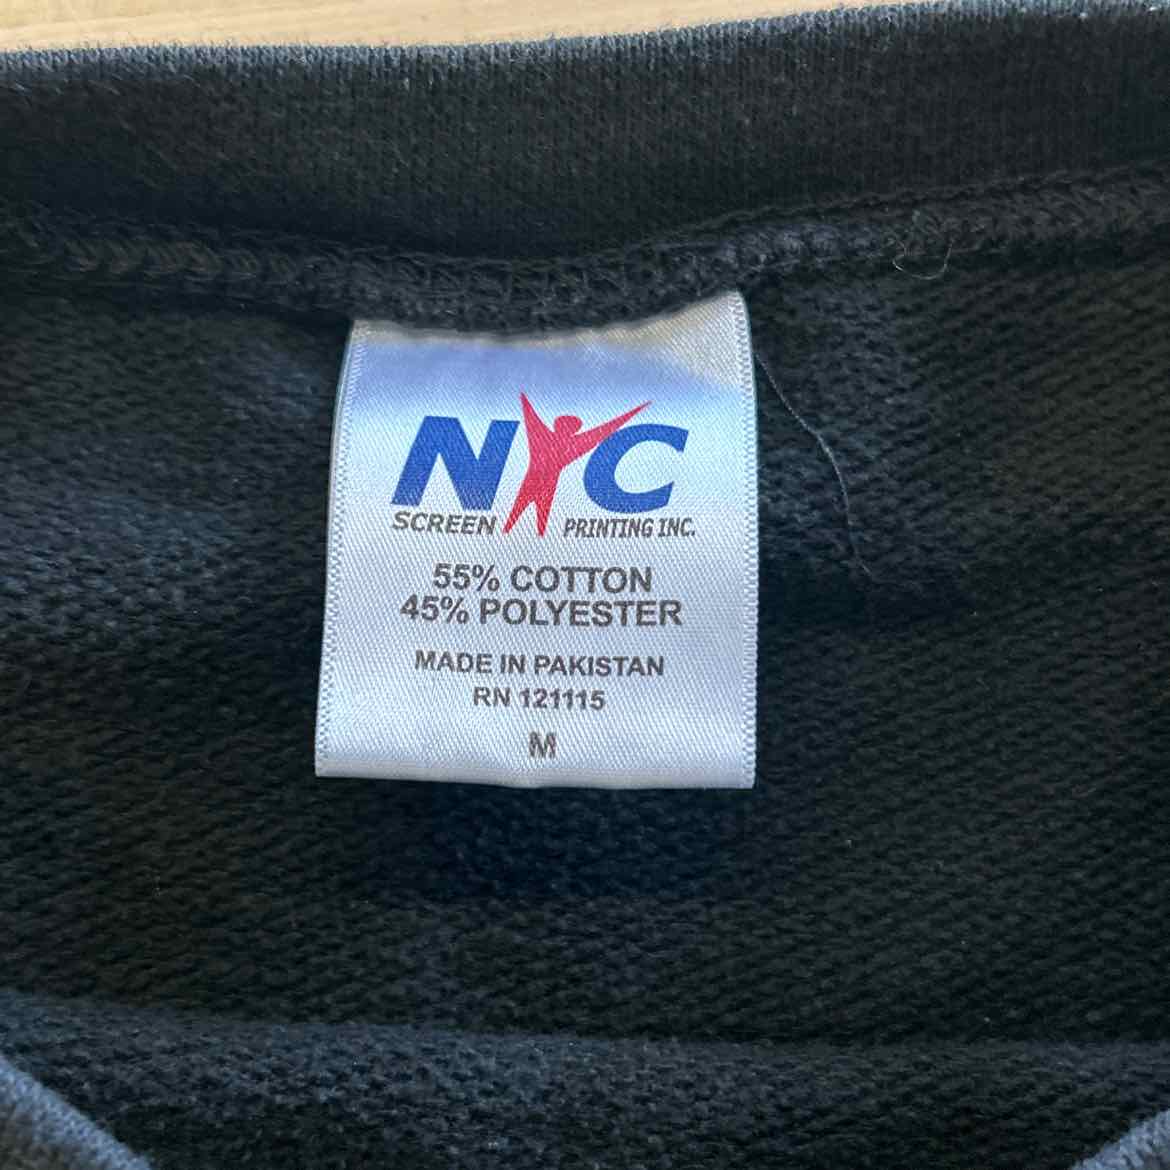 NYC
SCREEN PRINTING INC.
55% COTTON
45% POLYESTER
MADE IN PAKISTAN
RN 121115
M